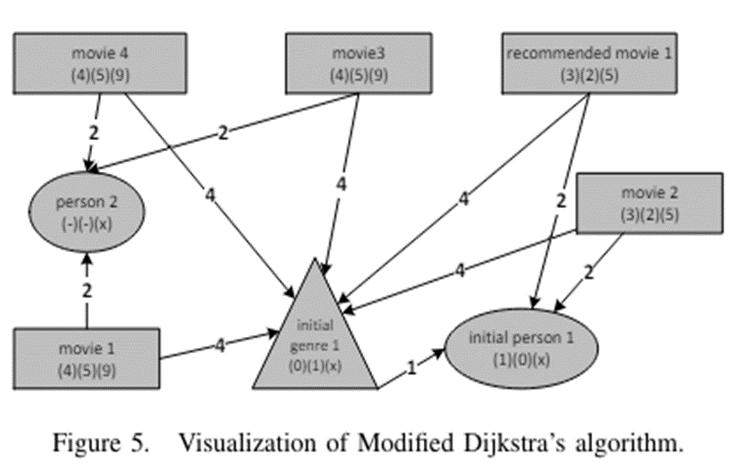 movie 4
(4)(5)(9)
movie3
(4)(5)(9)
recommended movie 1
(3)(2)(5)
2
2
4
4
4
2
person 2
(-)(-)(x)
movie 2
(3)(2)(5)
4
2
2
movie 1
(4)(5)(9)
4
initial
genre 1
(0)(1)(x)
1
initial person 1
(1)(0)(x)
Figure 5. Visualization of Modified Dijkstra's algorithm.